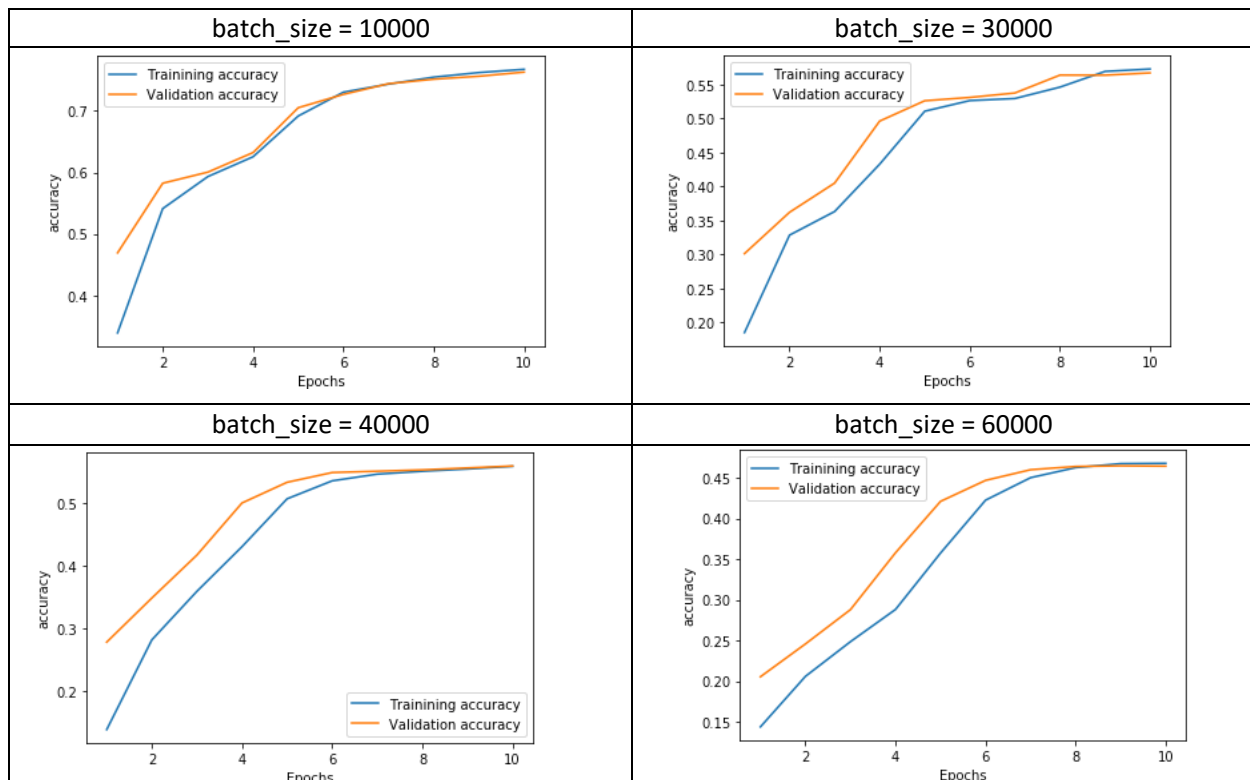 batch_size = 10000
Trainining accuracy
Validation accuracy
0.7
0.6
0.5
0.4
accuracy
2 4 6 8 10
Epochs
batch_size = 30000
Trainining accuracy
Validation accuracy
0.55
0.50
0.45
0.40
0.35
0.30
0.25
0.20
accuracy
2 4 6 8 10
Epochs
batch_size = 40000
0.5
0.4
0.3
0.2
accuracy
Trainining accuracy
Validation accuracy
2 4 6 8 10
Epochs
batch_size = 60000
Trainining accuracy
Validation accuracy
0.45
0.40
0.35
0.30
0.25
0.20
0.15
accuracy
2 4 6 8 10
Epochs